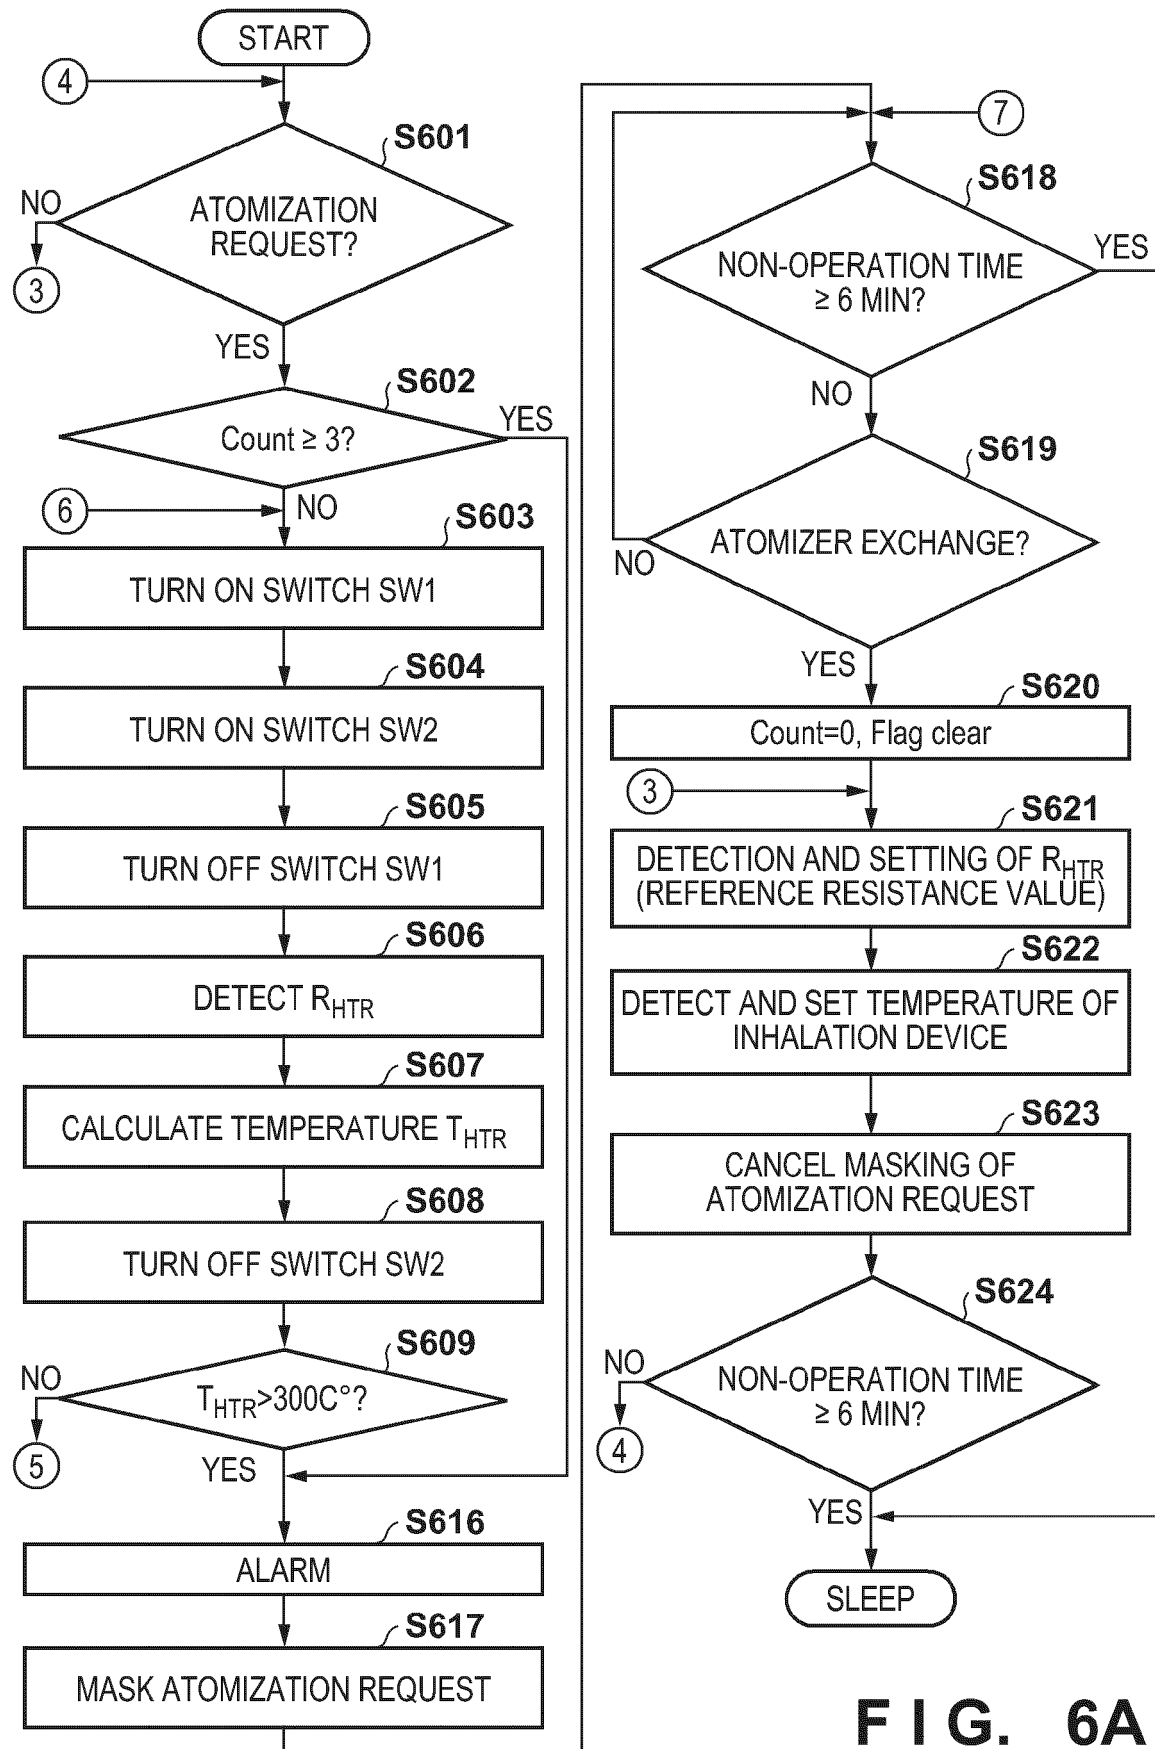 START
4
S601
NO
ATOMIZATION
REQUEST?
3
YES
S602
Count ≥ 3?
YES
6
NO
S603
TURN ON SWITCH SW1
S604
TURN ON SWITCH SW2
S605
TURN OFF SWITCH SW1
S606
DETECT RHTR
S607
CALCULATE TEMPERATURE THTR
S608
TURN OFF SWITCH SW2
S609
NO
THTR>300C°?
5
YES
S616
ALARM
S617
MASK ATOMIZATION REQUEST
7
S618
YES
NON-OPERATION TIME
≥ 6 MIN?
NO
S619
ATOMIZER EXCHANGE?
NO
YES
S620
Count=0, Flag clear
3
S621
DETECTION AND SETTING OF RHTR
(REFERENCE RESISTANCE VALUE)
S622
DETECT AND SET TEMPERATURE OF
INHALATION DEVICE
S623
CANCEL MASKING OF
ATOMIZATION REQUEST
S624
NO
NON-OPERATION TIME
≥ 6 MIN?
4
YES
SLEEP
FIG. 6A